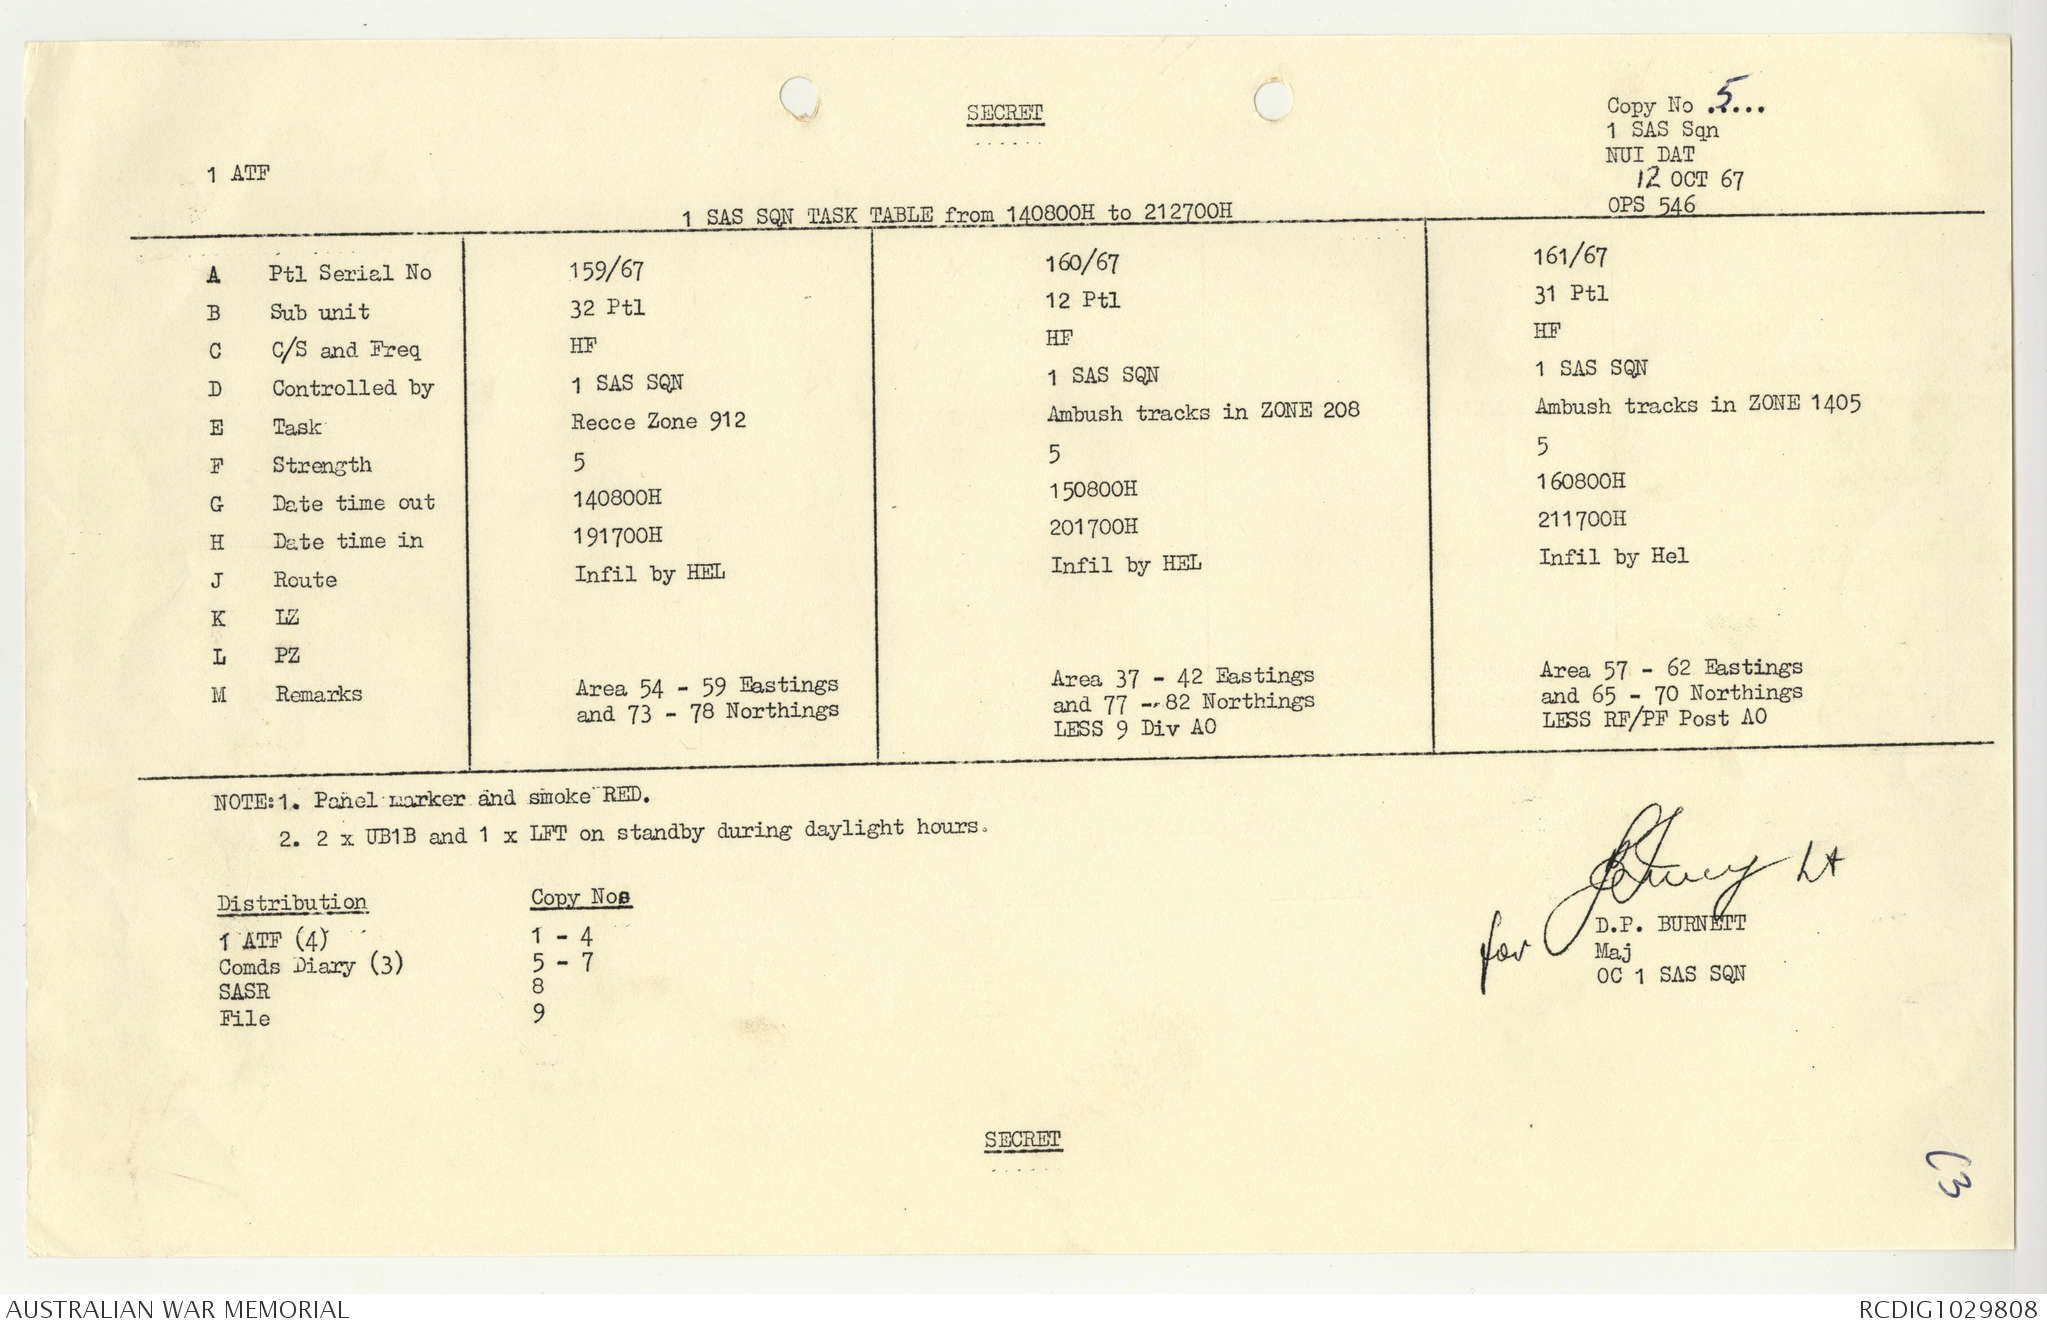 SECRET
Copy No .5...
1 SAS Sqn
NUI DAT
12 OCT 67
OPS 546
1 ATF
1 SAS SQN TASK TABLE from 140800H to 212700H
A Ptl Serial No 159/67 160/67 161/67
B Sub unit 32 Ptl 12 Ptl 31 Ptl
C C/S and Freq HF HF HF
D Controlled by 1 SAS SQN 1 SAS SQN 1 SAS SQN
E Task Recce Zone 912 Ambush tracks in ZONE 208 Ambush tracks in ZONE 1405
F Strength 5 5 5
G Date time out 140800H 150800H 160800H
H Date time in 191700H 201700H 211700H
J Route Infil by HEL Infil by HEL Infil by Hel
K LZ
L PZ
M Remarks Area 54 - 59 Eastings Area 37 - 42 Eastings Area 57 - 62 Eastings
and 73 - 78 Northings and 77 - 82 Northings and 65 - 70 Northings
LESS 9 Div AO LESS RF/PF Post AO
NOTE:1. Panel marker and smoke RED.
2. 2 x UB1B and 1 x LFT on standby during daylight hours.
Distribution Copy Nos
1 ATF (4) 1 - 4
Comds Diary (3) 5 - 7
SASR 8
File 9
Lt
for D.P. BURNETT
Maj
OC 1 SAS SQN
SECRET
AUSTRALIAN WAR MEMORIAL
RCDIG1029808